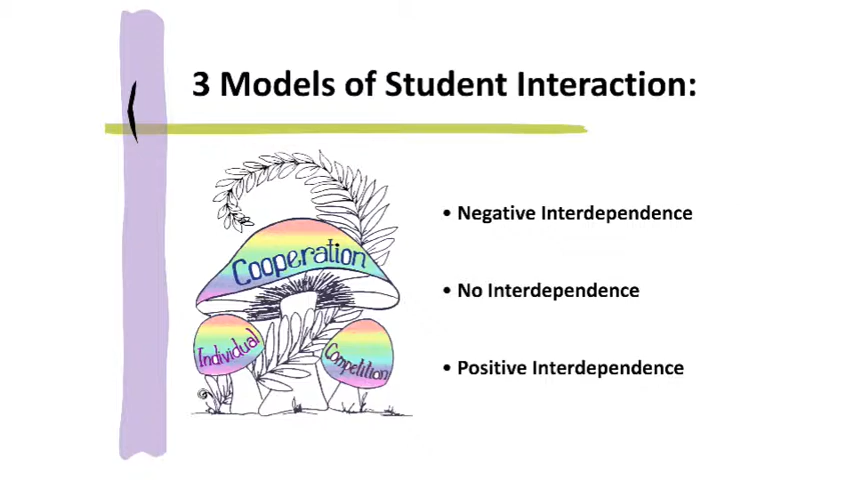 3 Models of Student Interaction:
Cooperation
Individual
Competition
• Negative Interdependence
• No Interdependence
• Positive Interdependence